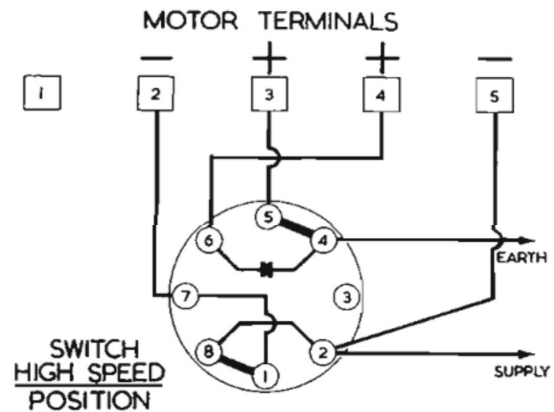 MOTOR TERMINALS
− + + −
1 2 3 4 5
5
6 4
EARTH
7 3
8 2
1
SUPPLY
SWITCH
HIGH SPEED
POSITION